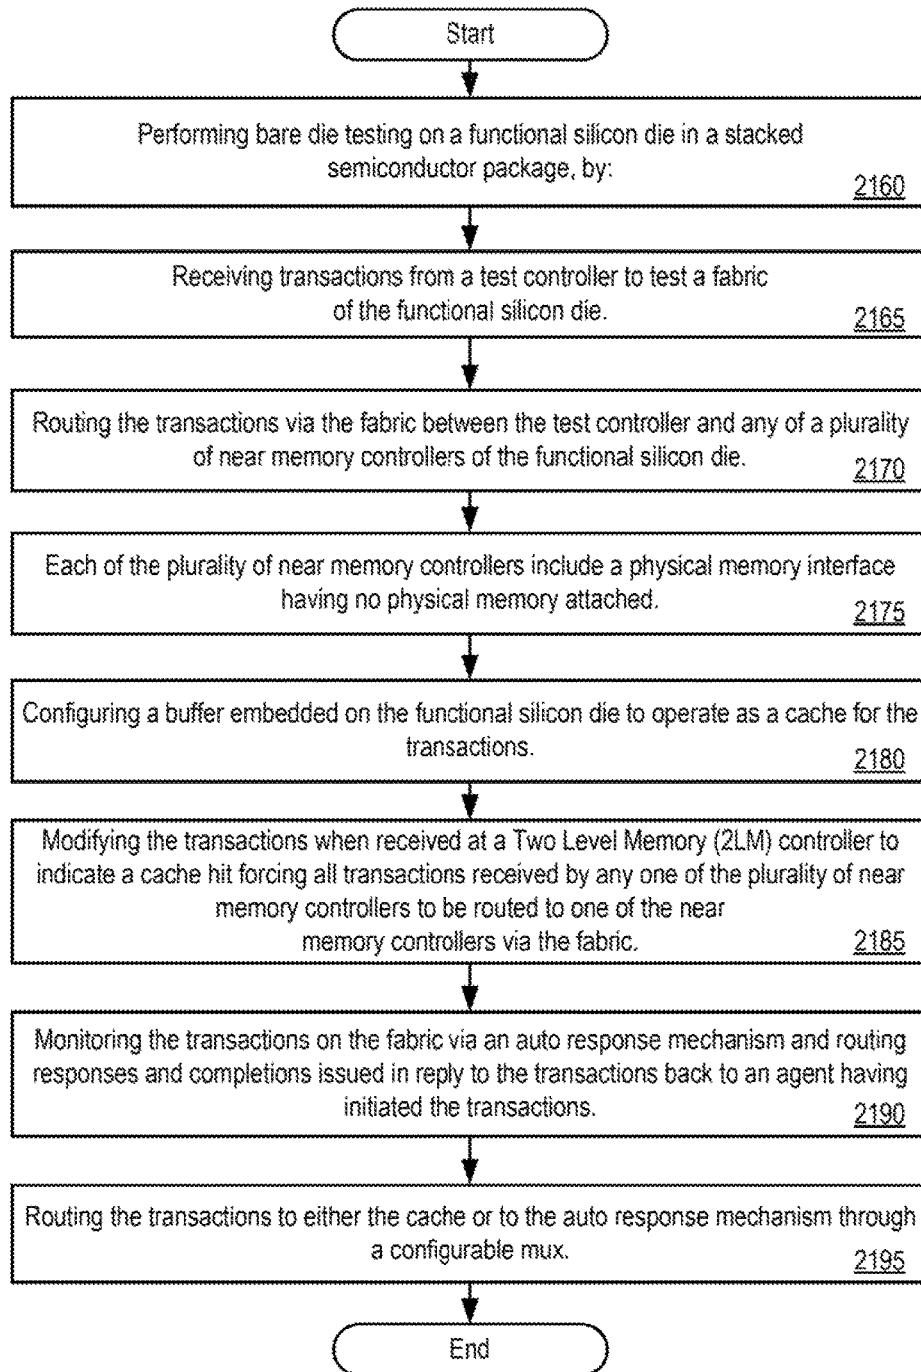 Start
Performing bare die testing on a functional silicon die in a stacked
semiconductor package, by:
2160
Receiving transactions from a test controller to test a fabric
of the functional silicon die.
2165
Routing the transactions via the fabric between the test controller and any of a plurality
of near memory controllers of the functional silicon die.
2170
Each of the plurality of near memory controllers include a physical memory interface
having no physical memory attached.
2175
Configuring a buffer embedded on the functional silicon die to operate as a cache for the
transactions.
2180
Modifying the transactions when received at a Two Level Memory (2LM) controller to
indicate a cache hit forcing all transactions received by any one of the plurality of near
memory controllers to be routed to one of the near
memory controllers via the fabric.
2185
Monitoring the transactions on the fabric via an auto response mechanism and routing
responses and completions issued in reply to the transactions back to an agent having
initiated the transactions.
2190
Routing the transactions to either the cache or to the auto response mechanism through
a configurable mux.
2195
End